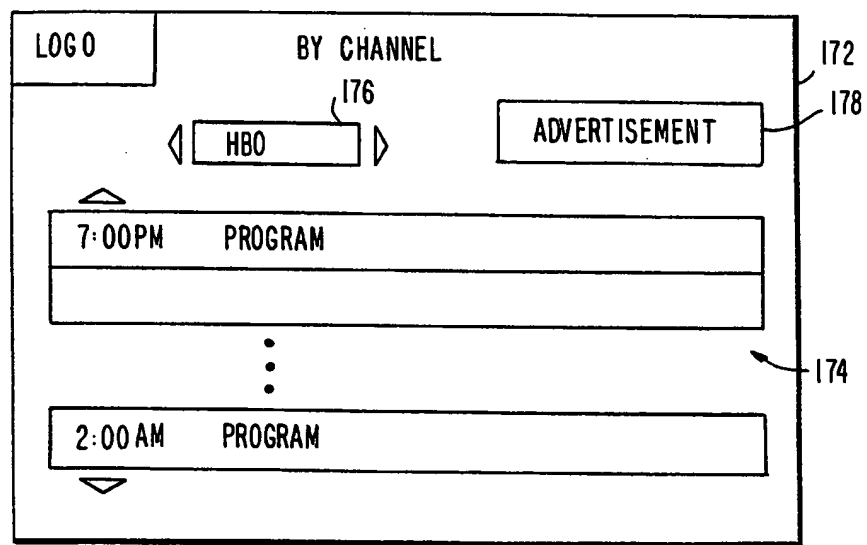 LOGO
BY CHANNEL
172
176
178
HBO
ADVERTISEMENT
7:00PM PROGRAM
174
2:00AM PROGRAM